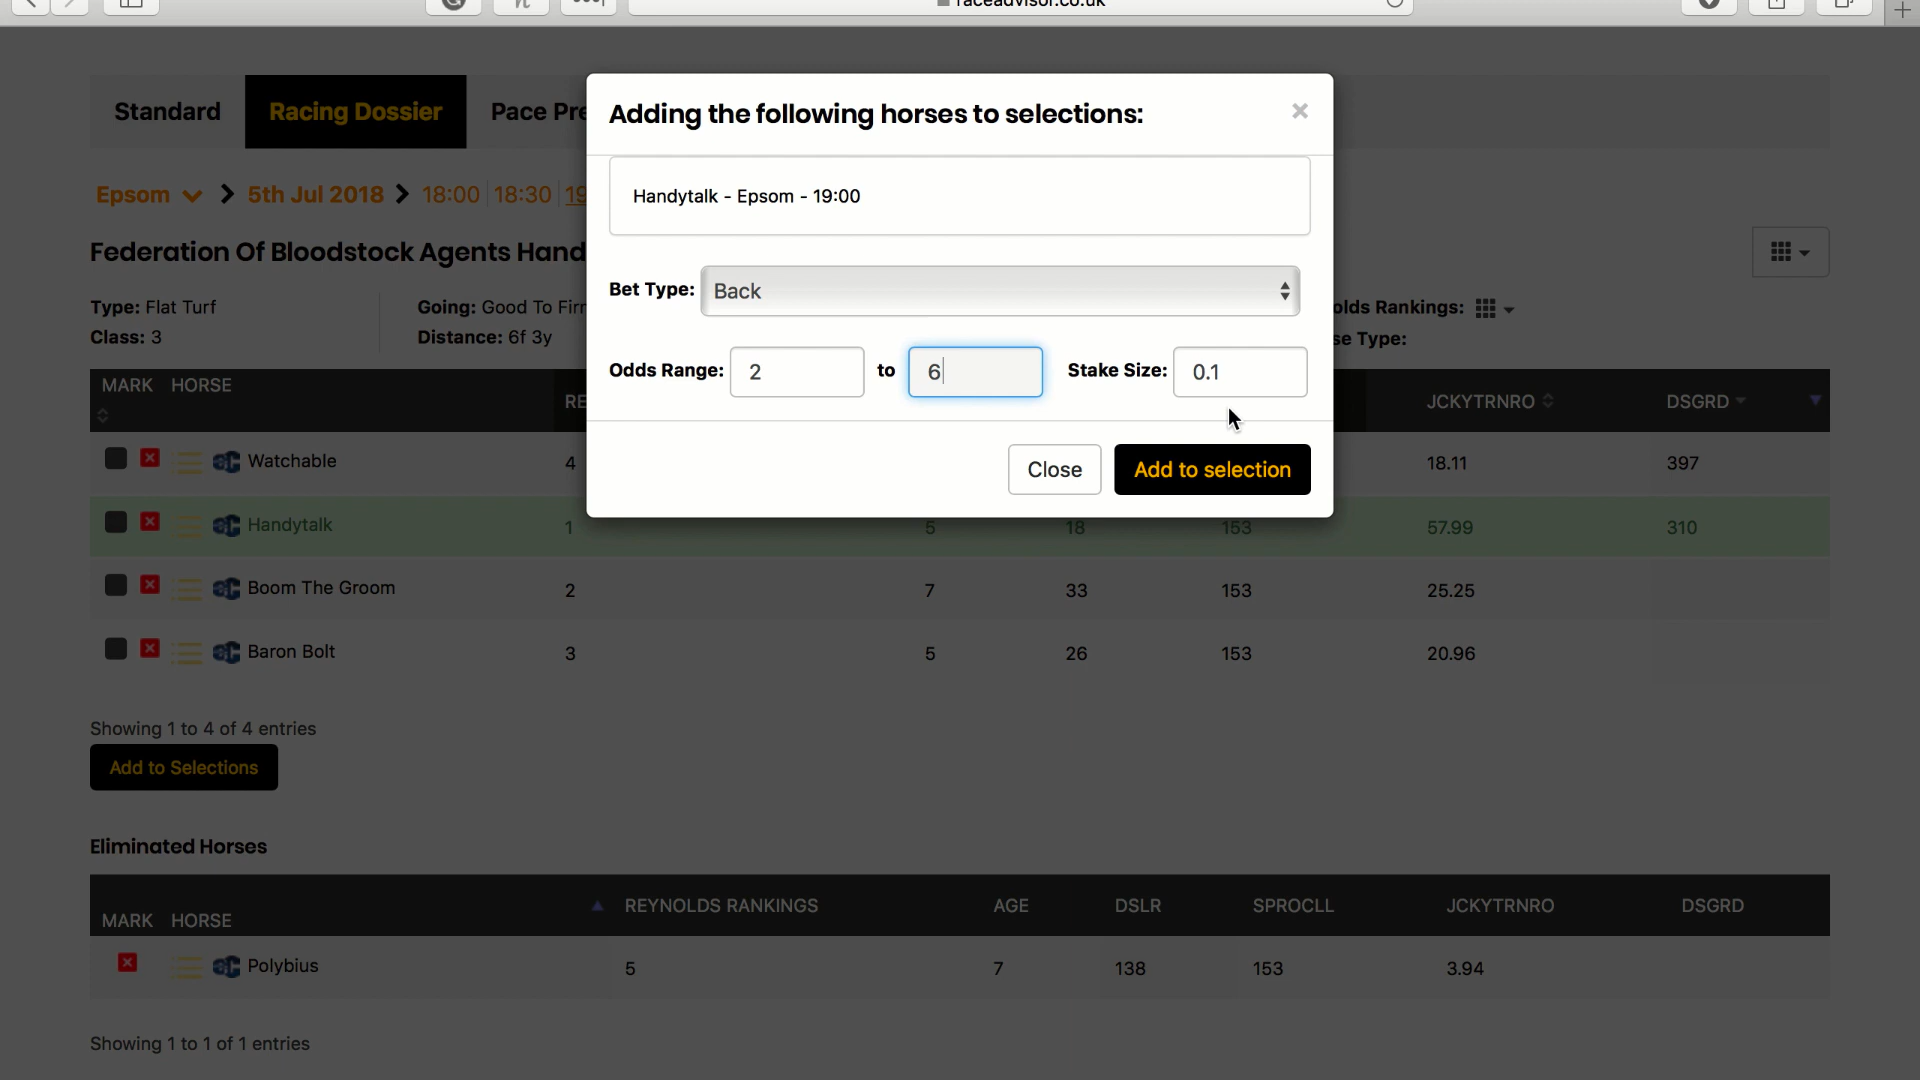 raceadvisor.co.uk
Standard
Racing Dossier
Pace Pre
Epsom
5th Jul 2018
18:00
18:30
19
Federation Of Bloodstock Agents Hand
Type: Flat Turf
Class: 3
Going: Good To Firm
Distance: 6f 3y
olds Rankings:
se Type:
Adding the following horses to selections:
×
Handytalk - Epsom - 19:00
Bet Type: Back
Odds Range: 2 to 6 Stake Size: 0.1
Close
Add to selection
MARK HORSE RE JCKYTRNRO DSGRD
Watchable 4 18.11 397
Handytalk 1 5 18 153 57.99 310
Boom The Groom 2 7 33 153 25.25
Baron Bolt 3 5 26 153 20.96
Showing 1 to 4 of 4 entries
Add to Selections
Eliminated Horses
MARK HORSE REYNOLDS RANKINGS AGE DSLR SPROCLL JCKYTRNRO DSGRD
Polybius 5 7 138 153 3.94
Showing 1 to 1 of 1 entries